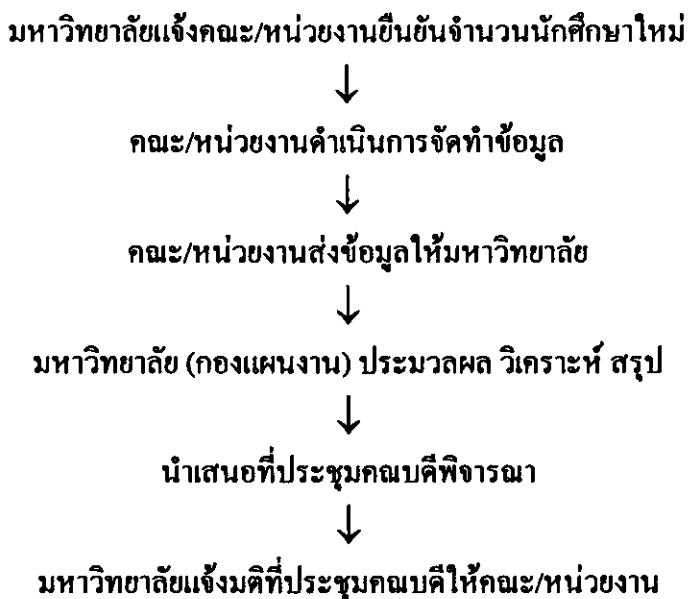 มหาวิทยาลัยแจ้งคณะ/หน่วยงานยืนยันจำนวนนักศึกษาใหม่
↓
คณะ/หน่วยงานดำเนินการจัดทำข้อมูล
↓
คณะ/หน่วยงานส่งข้อมูลให้มหาวิทยาลัย
↓
มหาวิทยาลัย (กองแผนงาน) ประมวลผล วิเคราะห์ สรุป
↓
นำเสนอที่ประชุมคณบดีพิจารณา
↓
มหาวิทยาลัยแจ้งมติที่ประชุมคณบดีให้คณะ/หน่วยงาน